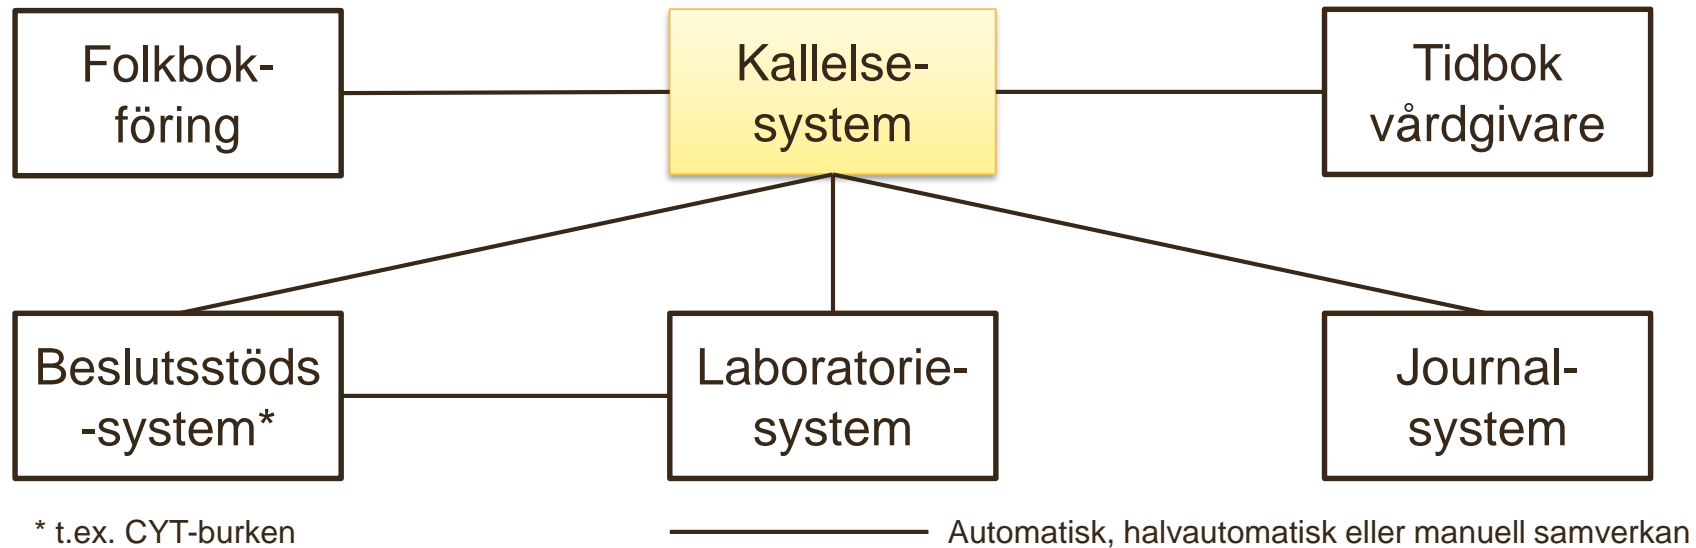 Folkbok-
föring
Kallelse-
system
Tidbok
vårdgivare
Beslutsstöds
-system*
Laboratorie-
system
Journal-
system
* t.ex. CYT-burken
Automatisk, halvautomatisk eller manuell samverkan